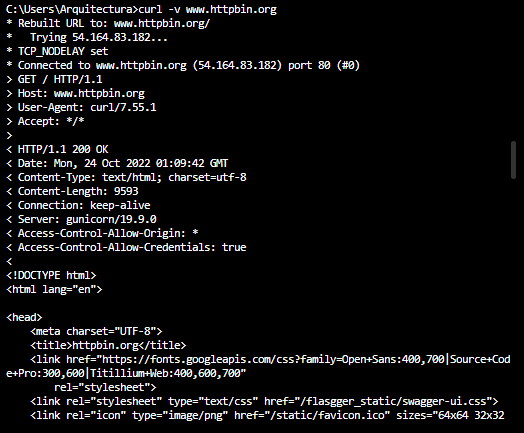 C:\Users\Arquitectura>curl -v www.httpbin.org
* Rebuilt URL to: www.httpbin.org/
*   Trying 54.164.83.182...
* TCP_NODELAY set
* Connected to www.httpbin.org (54.164.83.182) port 80 (#0)
> GET / HTTP/1.1
> Host: www.httpbin.org
> User-Agent: curl/7.55.1
> Accept: */*
>
< HTTP/1.1 200 OK
< Date: Mon, 24 Oct 2022 01:09:42 GMT
< Content-Type: text/html; charset=utf-8
< Content-Length: 9593
< Connection: keep-alive
< Server: gunicorn/19.9.0
< Access-Control-Allow-Origin: *
< Access-Control-Allow-Credentials: true
<
<!DOCTYPE html>
<html lang="en">

<head>
    <meta charset="UTF-8">
    <title>httpbin.org</title>
    <link href="https://fonts.googleapis.com/css?family=Open+Sans:400,700|Source+Cod
e+Pro:300,600|Titillium+Web:400,600,700"
        rel="stylesheet">
    <link rel="stylesheet" type="text/css" href="/flasgger_static/swagger-ui.css">
    <link rel="icon" type="image/png" href="/static/favicon.ico" sizes="64x64 32x32